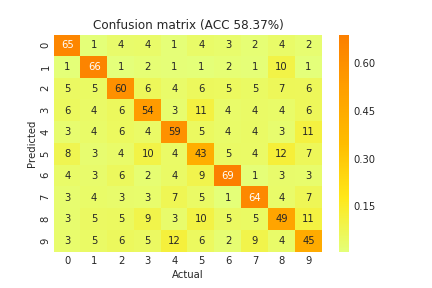 Confusion matrix (ACC 58.37%)
0 65 1 4 4 1 4 3 2 4 2
1 1 66 1 2 1 1 2 1 10 1
2 5 5 60 6 4 6 5 5 7 6
3 6 4 6 54 3 11 4 4 4 6
4 3 4 6 4 59 5 4 4 3 11
5 8 3 4 10 4 43 5 4 12 7
6 4 3 6 2 4 9 69 1 3 3
7 3 4 3 3 7 5 1 64 4 7
8 3 5 5 9 3 10 5 5 49 11
9 3 5 6 5 12 6 2 9 4 45
0 1 2 3 4 5 6 7 8 9
Actual
Predicted
0.60
0.45
0.30
0.15